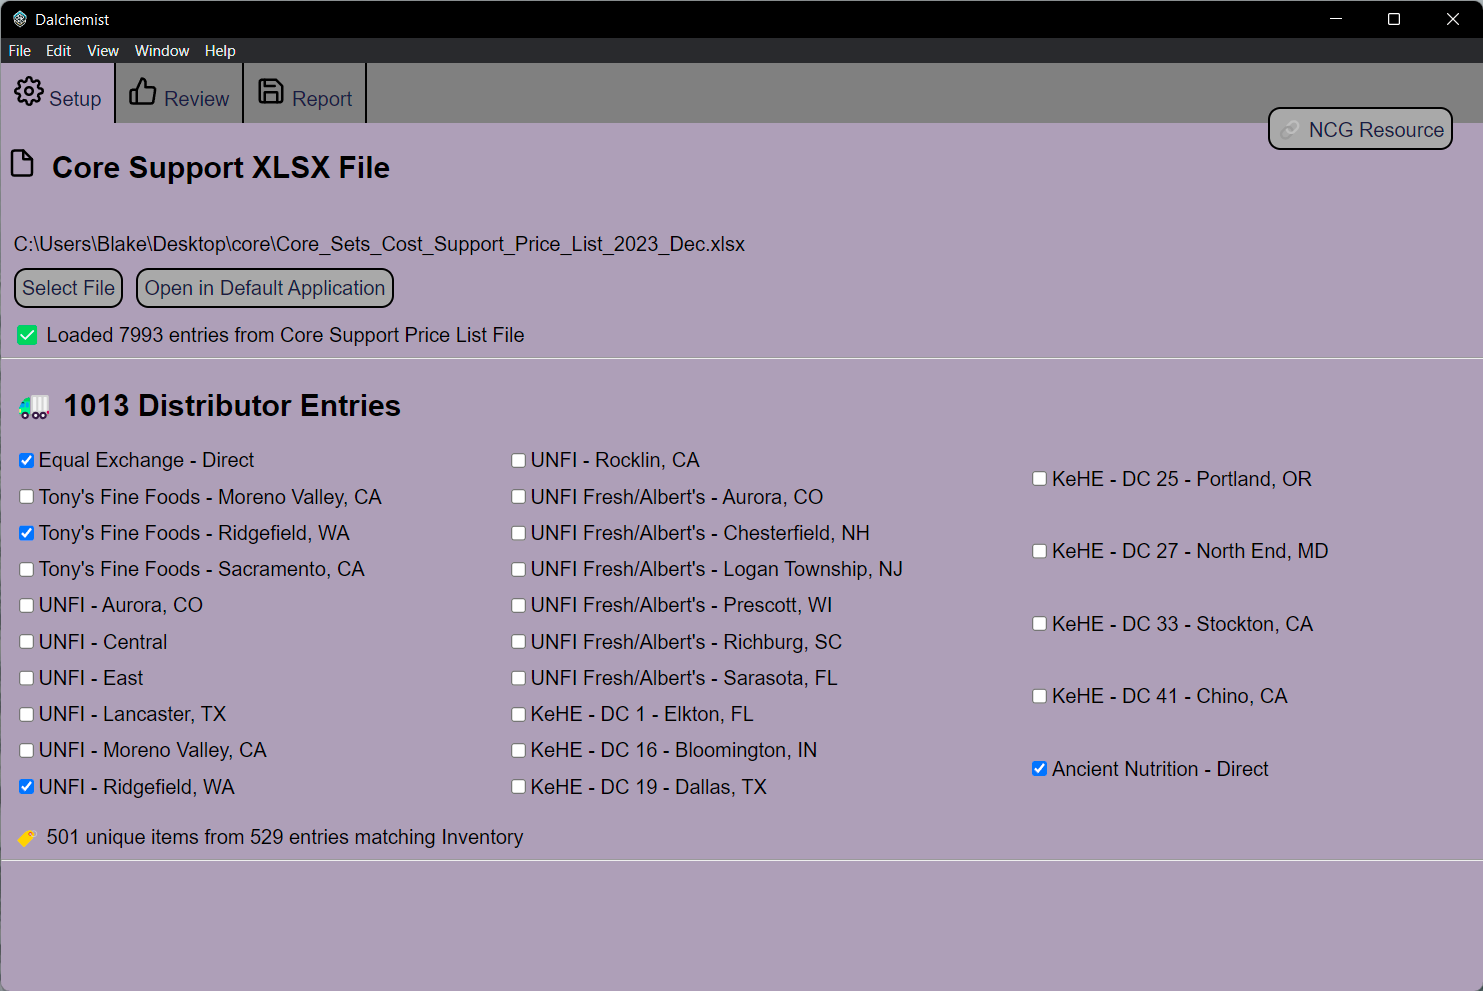 Dalchemist
File Edit View Window Help
Setup Review Report
NCG Resource
Core Support XLSX File
C:\Users\Blake\Desktop\core\Core_Sets_Cost_Support_Price_List_2023_Dec.xlsx
Select File Open in Default Application
Loaded 7993 entries from Core Support Price List File
1013 Distributor Entries
Equal Exchange - Direct
Tony's Fine Foods - Moreno Valley, CA
Tony's Fine Foods - Ridgefield, WA
Tony's Fine Foods - Sacramento, CA
UNFI - Aurora, CO
UNFI - Central
UNFI - East
UNFI - Lancaster, TX
UNFI - Moreno Valley, CA
UNFI - Ridgefield, WA
UNFI - Rocklin, CA
UNFI Fresh/Albert's - Aurora, CO
UNFI Fresh/Albert's - Chesterfield, NH
UNFI Fresh/Albert's - Logan Township, NJ
UNFI Fresh/Albert's - Prescott, WI
UNFI Fresh/Albert's - Richburg, SC
UNFI Fresh/Albert's - Sarasota, FL
KeHE - DC 1 - Elkton, FL
KeHE - DC 16 - Bloomington, IN
KeHE - DC 19 - Dallas, TX
KeHE - DC 25 - Portland, OR
KeHE - DC 27 - North End, MD
KeHE - DC 33 - Stockton, CA
KeHE - DC 41 - Chino, CA
Ancient Nutrition - Direct
501 unique items from 529 entries matching Inventory